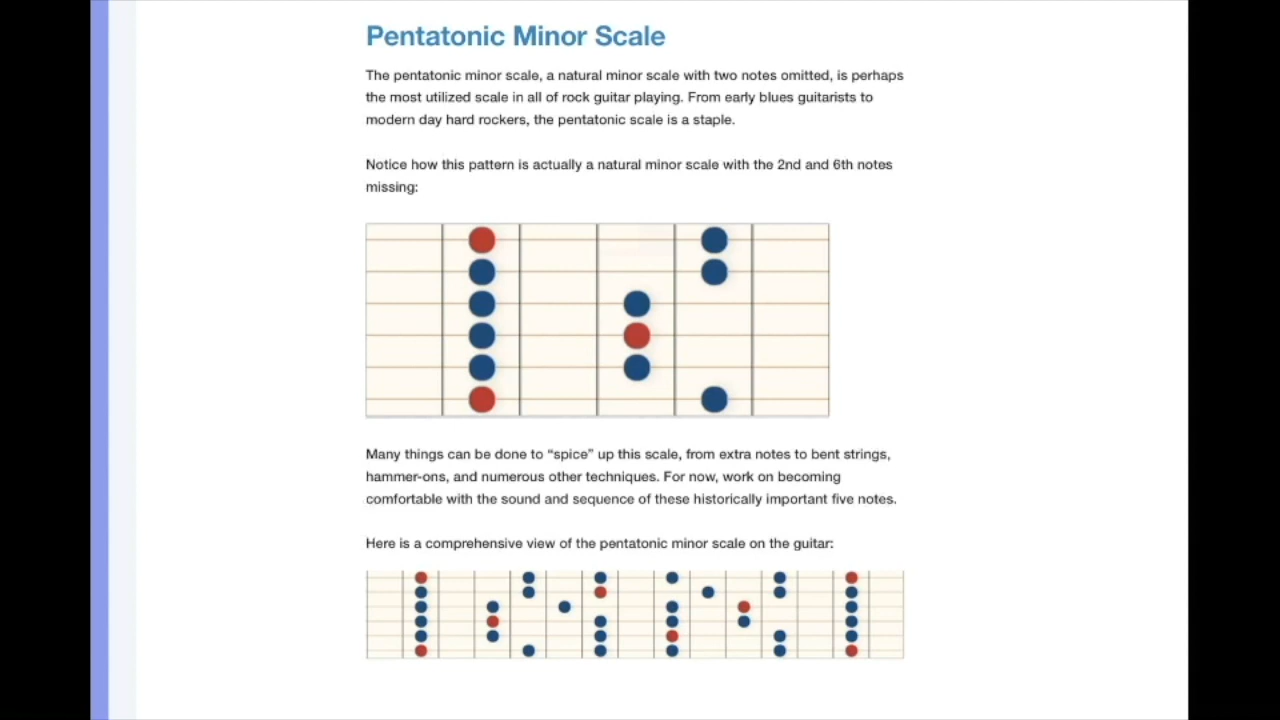 Pentatonic Minor Scale
The pentatonic minor scale, a natural minor scale with two notes omitted, is perhaps
the most utilized scale in all of rock guitar playing. From early blues guitarists to
modern day hard rockers, the pentatonic scale is a staple.
Notice how this pattern is actually a natural minor scale with the 2nd and 6th notes
missing:
Many things can be done to “spice” up this scale, from extra notes to bent strings,
hammer-ons, and numerous other techniques. For now, work on becoming
comfortable with the sound and sequence of these historically important five notes.
Here is a comprehensive view of the pentatonic minor scale on the guitar: